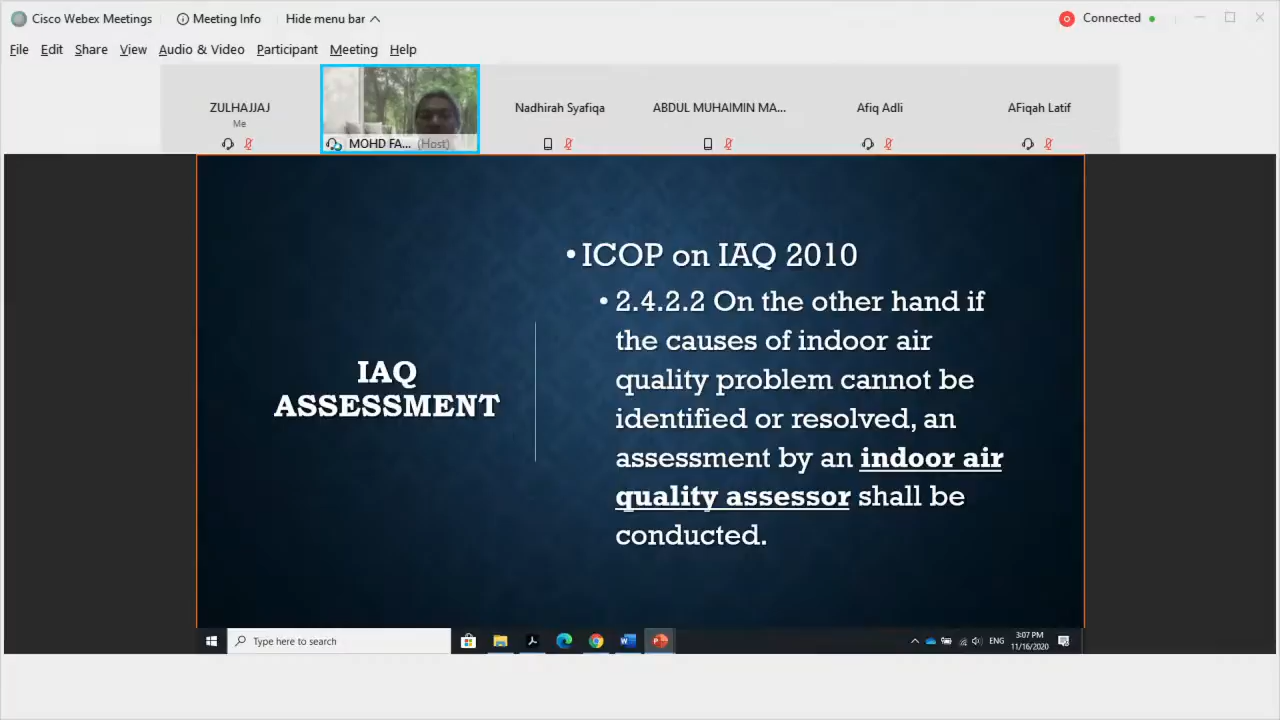 Cisco Webex Meetings
Meeting Info
Hide menu bar
Connected
File Edit Share View Audio & Video Participant Meeting Help
ZULHAJJAJ
Me
MOHD FA... (Host)
Nadhirah Syafiqa
ABDUL MUHAIMIN MA...
Afiq Adli
AFiqah Latif
IAQ
ASSESSMENT
• ICOP on IAQ 2010
• 2.4.2.2 On the other hand if
the causes of indoor air
quality problem cannot be
identified or resolved, an
assessment by an indoor air
quality assessor shall be
conducted.
Type here to search
ENG
3:07 PM
11/16/2020